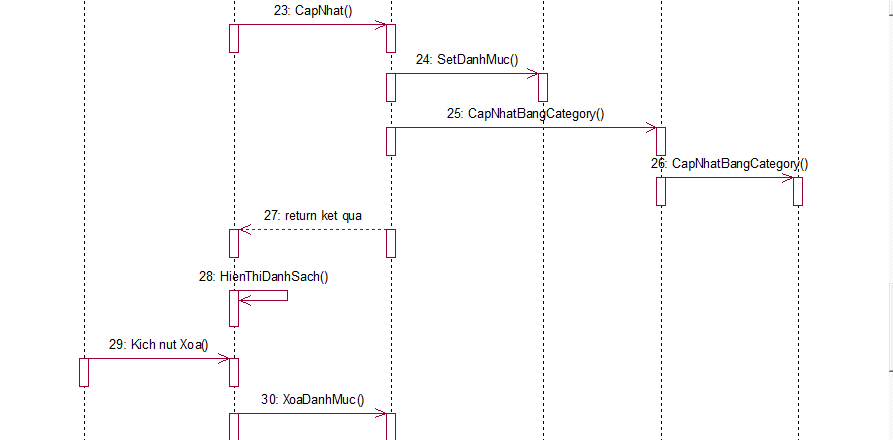 23: CapNhat()
24: SetDanhMuc()
25: CapNhatBangCategory()
26: CapNhatBangCategory()
27: return ket qua
28: HienThiDanhSach()
29: Kich nut Xoa()
30: XoaDanhMuc()